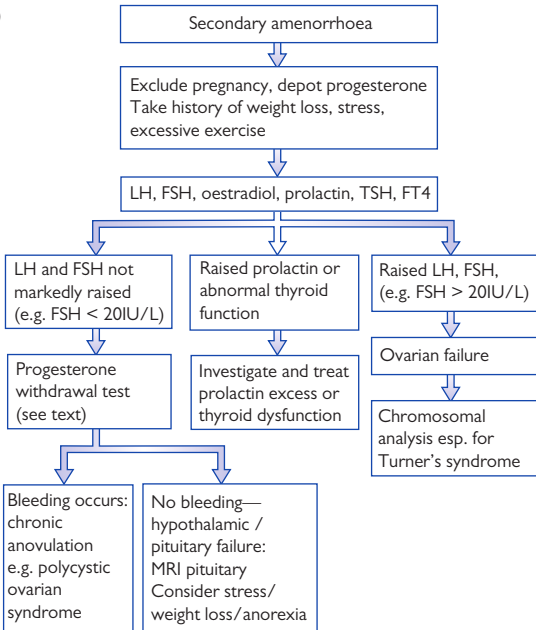 Secondary amenorrhoea
Exclude pregnancy, depot progesterone
Take history of weight loss, stress,
excessive exercise
LH, FSH, oestradiol, prolactin, TSH, FT4
LH and FSH not
markedly raised
(e.g. FSH < 20IU/L)
Raised prolactin or
abnormal thyroid
function
Raised LH, FSH,
(e.g. FSH > 20IU/L)
Progesterone
withdrawal test
(see text)
Investigate and treat
prolactin excess or
thyroid dysfunction
Ovarian failure
Chromosomal
analysis esp. for
Turner's syndrome
Bleeding occurs:
chronic
anovulation
e.g. polycystic
ovarian
syndrome
No bleeding—
hypothalamic /
pituitary failure:
MRI pituitary
Consider stress/
weight loss/anorexia